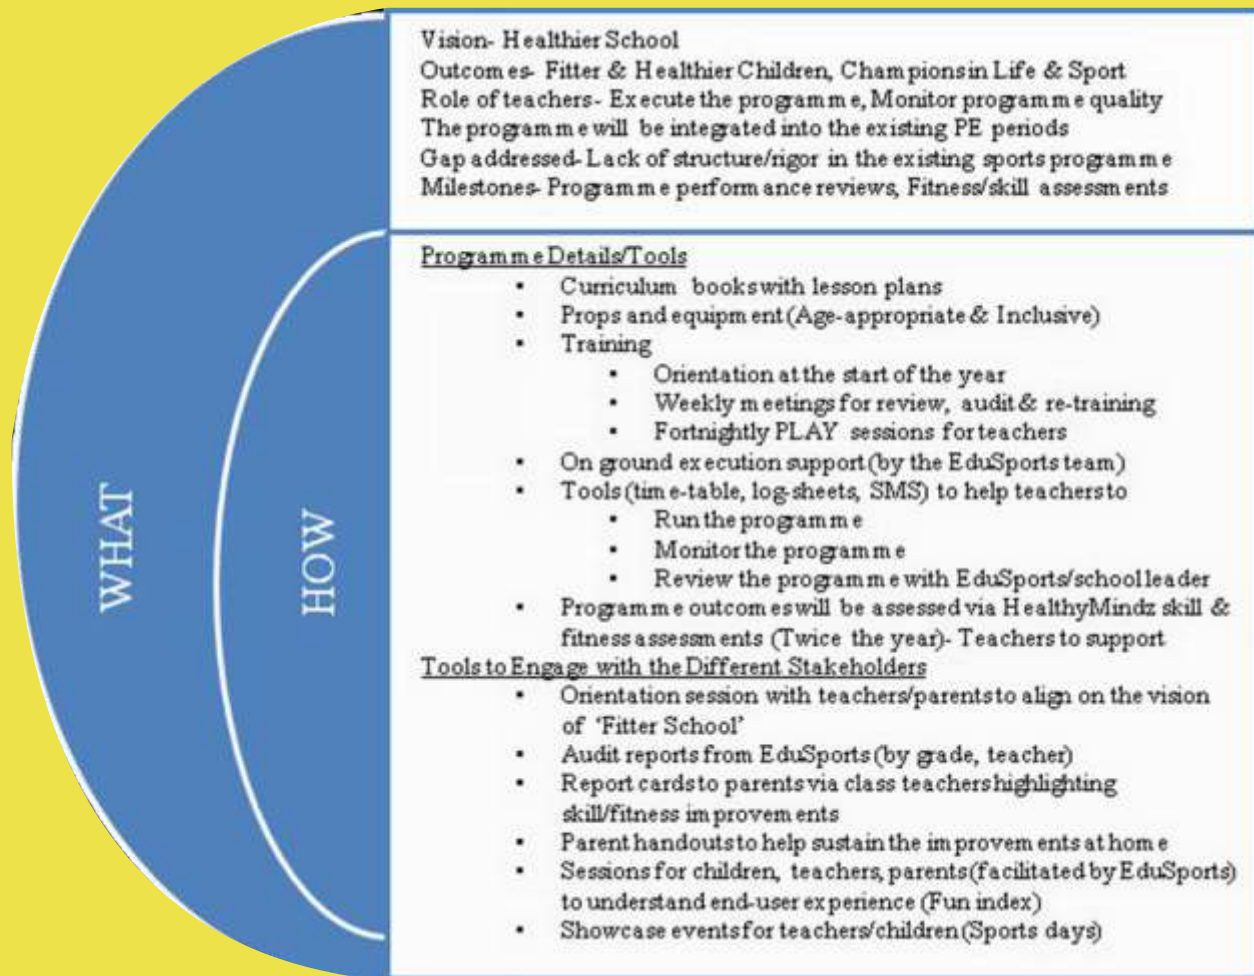 Vision- Healthier School
Outcomes- Fitter & Healthier Children, Champions in Life & Sport
Role of teachers- Execute the programme, Monitor programme quality
The programme will be integrated into the existing PE periods
Gap addressed- Lack of structure/rigor in the existing sports programme
Milestones- Programme performance reviews, Fitness/skill assessments
WHAT
HOW
Programme Details/Tools
▪ Curriculum books with lesson plans
▪ Props and equipment (Age-appropriate & Inclusive)
▪ Training
▪ Orientation at the start of the year
▪ Weekly meetings for review, audit & re-training
▪ Fortnightly PLAY sessions for teachers
▪ On ground execution support (by the EduSports team)
▪ Tools (time-table, log-sheets, SMS) to help teachers to
▪ Run the programme
▪ Monitor the programme
▪ Review the programme with EduSports/school leader
▪ Programme outcomes will be assessed via HealthyMindz skill &
fitness assessments (Twice the year)- Teachers to support
Tools to Engage with the Different Stakeholders
▪ Orientation session with teachers/parents to align on the vision
of 'Fitter School'
▪ Audit reports from EduSports (by grade, teacher)
▪ Report cards to parents via class teachers highlighting
skill/fitness improvements
▪ Parent handouts to help sustain the improvements at home
▪ Sessions for children, teachers, parents (facilitated by EduSports)
to understand end-user experience (Fun index)
▪ Showcase events for teachers/children (Sports days)